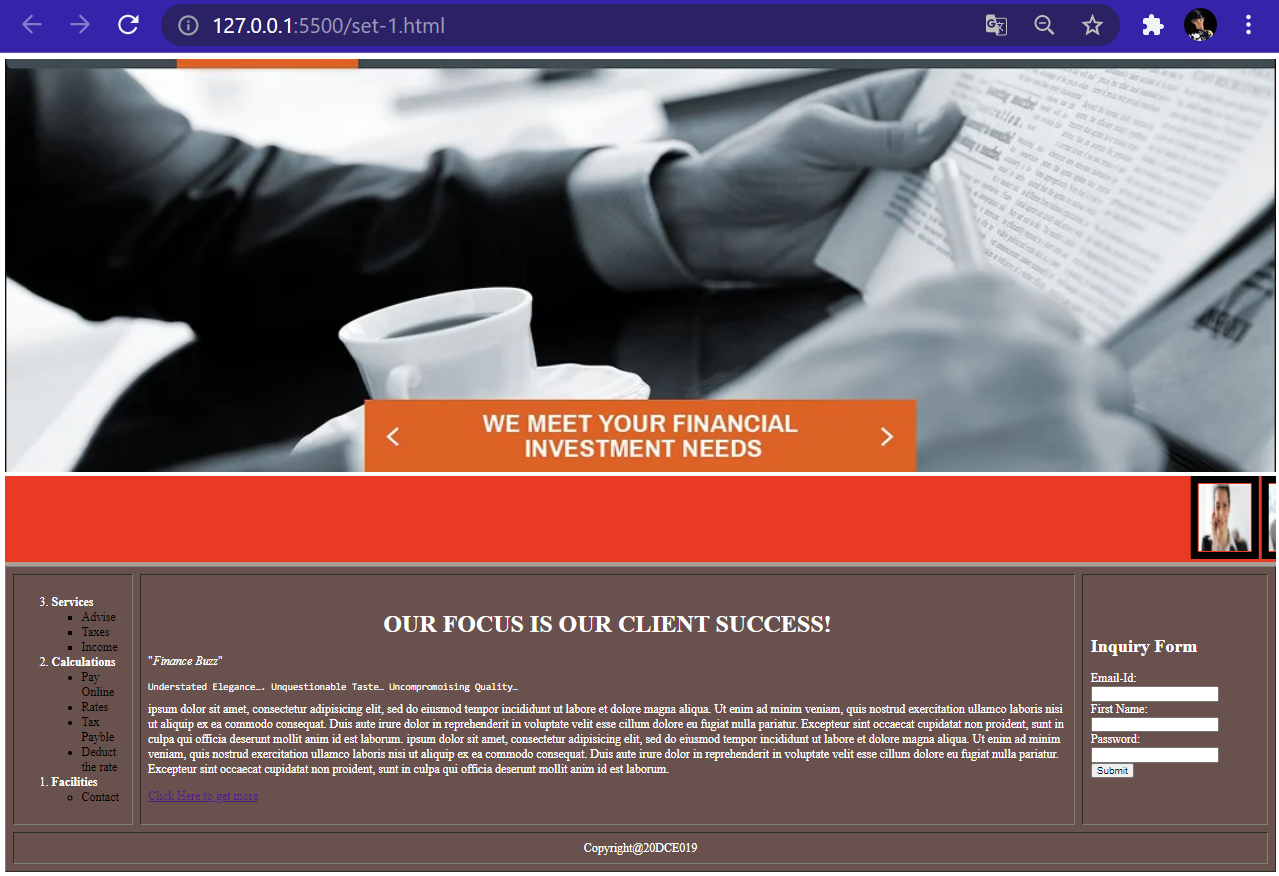 127.0.0.1:5500/set-1.html
WE MEET YOUR FINANCIAL
INVESTMENT NEEDS
3. Services
Advise
Taxes
Income
2. Calculations
Pay
Online
Rates
Tax
Payble
Deduct
the rate
1. Facilities
Contact
OUR FOCUS IS OUR CLIENT SUCCESS!
"Finance Buzz"
Understated Elegance…. Unquestionable Taste… Uncompromoising Quality…
ipsum dolor sit amet, consectetur adipisicing elit, sed do eiusmod tempor incididunt ut labore et dolore magna aliqua. Ut enim ad minim veniam, quis nostrud exercitation ullamco laboris nisi
ut aliquip ex ea commodo consequat. Duis aute irure dolor in reprehenderit in voluptate velit esse cillum dolore eu fugiat nulla pariatur. Excepteur sint occaecat cupidatat non proident, sunt in
culpa qui officia deserunt mollit anim id est laborum. ipsum dolor sit amet, consectetur adipisicing elit, sed do eiusmod tempor incididunt ut labore et dolore magna aliqua. Ut enim ad minim
veniam, quis nostrud exercitation ullamco laboris nisi ut aliquip ex ea commodo consequat. Duis aute irure dolor in reprehenderit in voluptate velit esse cillum dolore eu fugiat nulla pariatur.
Excepteur sint occaecat cupidatat non proident, sunt in culpa qui officia deserunt mollit anim id est laborum.
Click Here to get more
Inquiry Form
Email-Id:
First Name:
Password:
Submit
Copyright@20DCE019